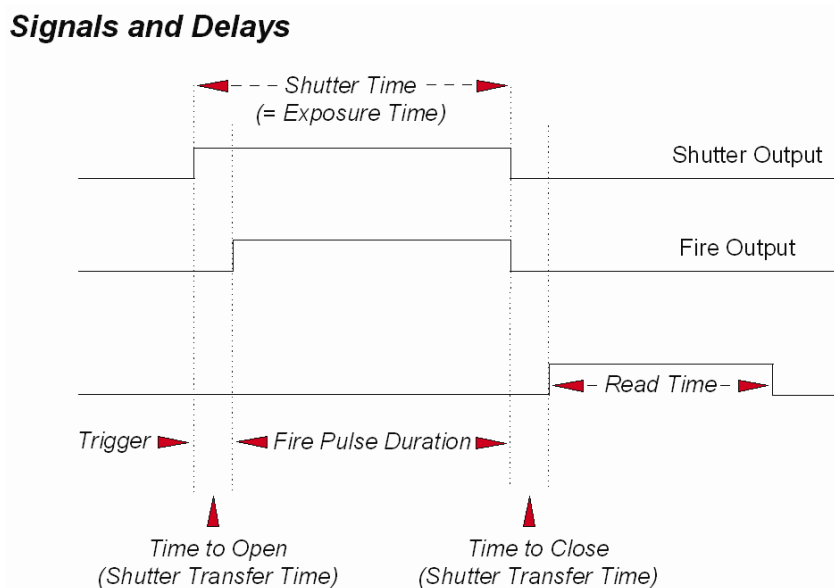 Signals and Delays
Shutter Time
(= Exposure Time)
Shutter Output
Fire Output
Read Time
Trigger
Fire Pulse Duration
Time to Open
(Shutter Transfer Time)
Time to Close
(Shutter Transfer Time)